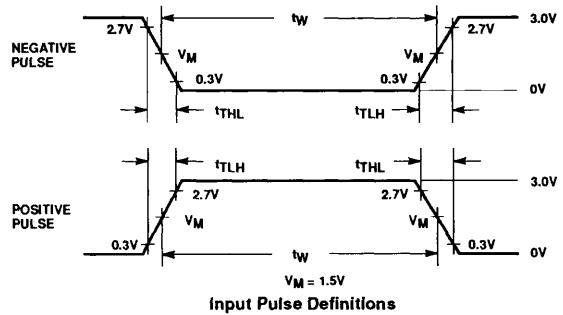 tW
3.0V
2.7V
2.7V
NEGATIVE
PULSE
VM
VM
0.3V
0.3V
0V
tTHL
tTLH
tTLH
tTHL
3.0V
2.7V
2.7V
POSITIVE
PULSE
VM
VM
0.3V
0.3V
tW
0V
VM = 1.5V
Input Pulse Definitions